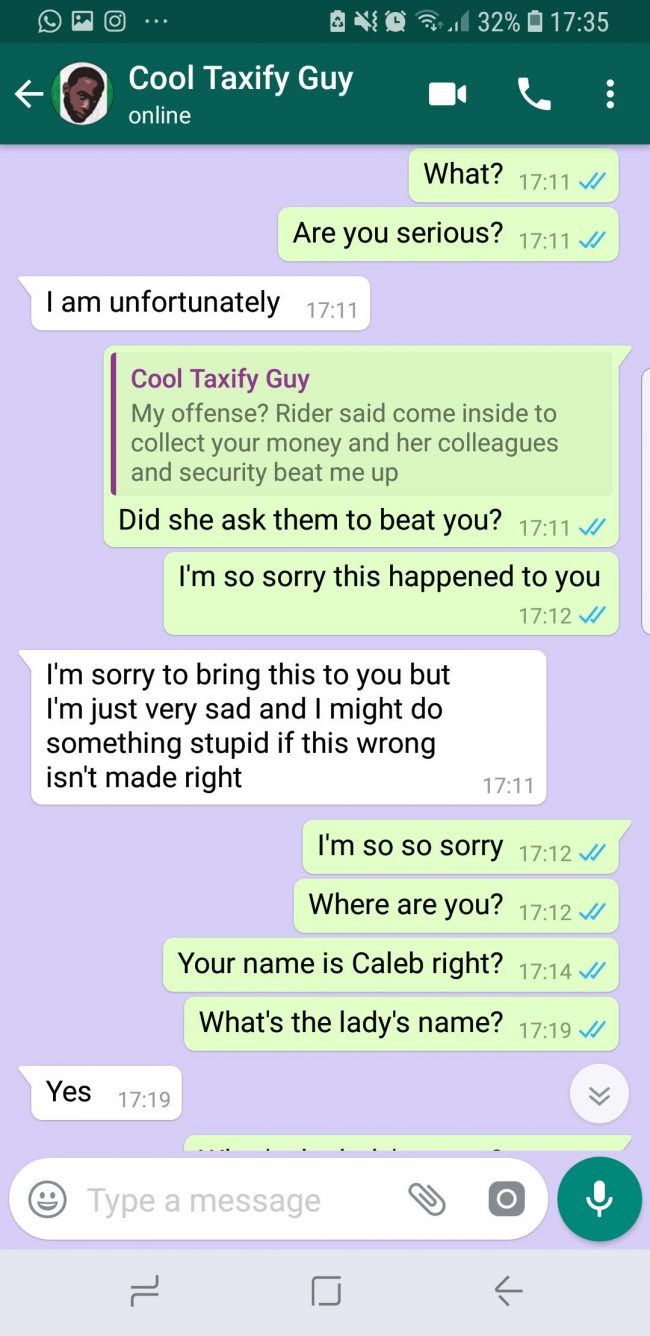 32% 17:35
Cool Taxify Guy
online
What? 17:11
Are you serious? 17:11
I am unfortunately 17:11
Cool Taxify Guy
My offense? Rider said come inside to
collect your money and her colleagues
and security beat me up
Did she ask them to beat you? 17:11
I'm so sorry this happened to you
17:12
I'm sorry to bring this to you but
I'm just very sad and I might do
something stupid if this wrong
isn't made right 17:11
I'm so so sorry 17:12
Where are you? 17:12
Your name is Caleb right? 17:14
What's the lady's name? 17:19
Yes 17:19
Type a message